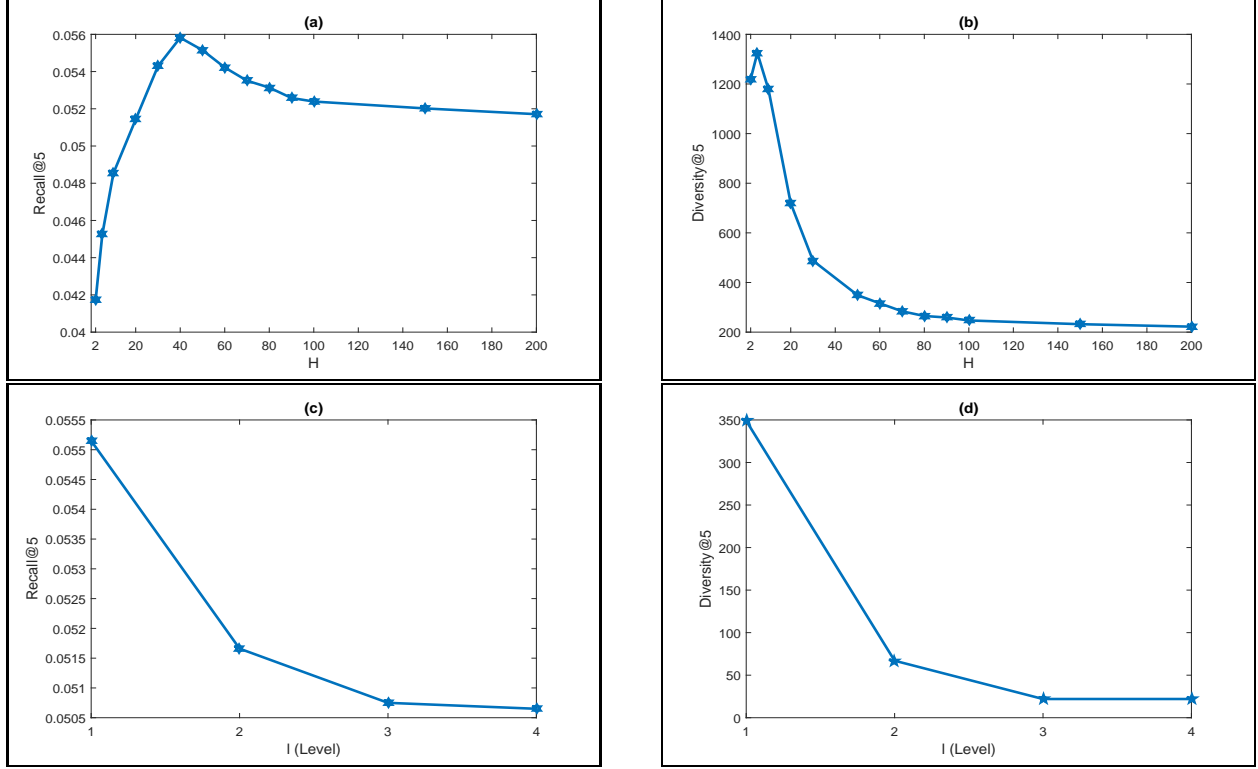 (a)
0.056
0.054
0.052
0.05
0.048
0.046
0.044
0.042
0.04
Recall@5
2 20 40 60 80 100 120 140 160 180 200
H
(b)
1400
1200
1000
800
600
400
200
Diversity@5
2 20 40 60 80 100 120 140 160 180 200
H
(c)
0.0555
0.055
0.0545
0.054
0.0535
0.053
0.0525
0.052
0.0515
0.051
0.0505
Recall@5
1 2 3 4
l (Level)
(d)
350
300
250
200
150
100
50
0
Diversity@5
1 2 3 4
l (Level)